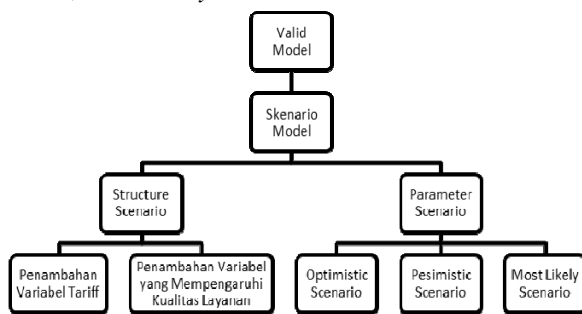 Valid
Model
Skenario
Model
Structure
Scenario
Parameter
Scenario
Penambahan
Variabel Tariff
Penambahan Variabel
yang Mempengaruhi
Kualitas Layanan
Optimistic
Scenario
Pesimistic
Scenario
Most Likely
Scenario